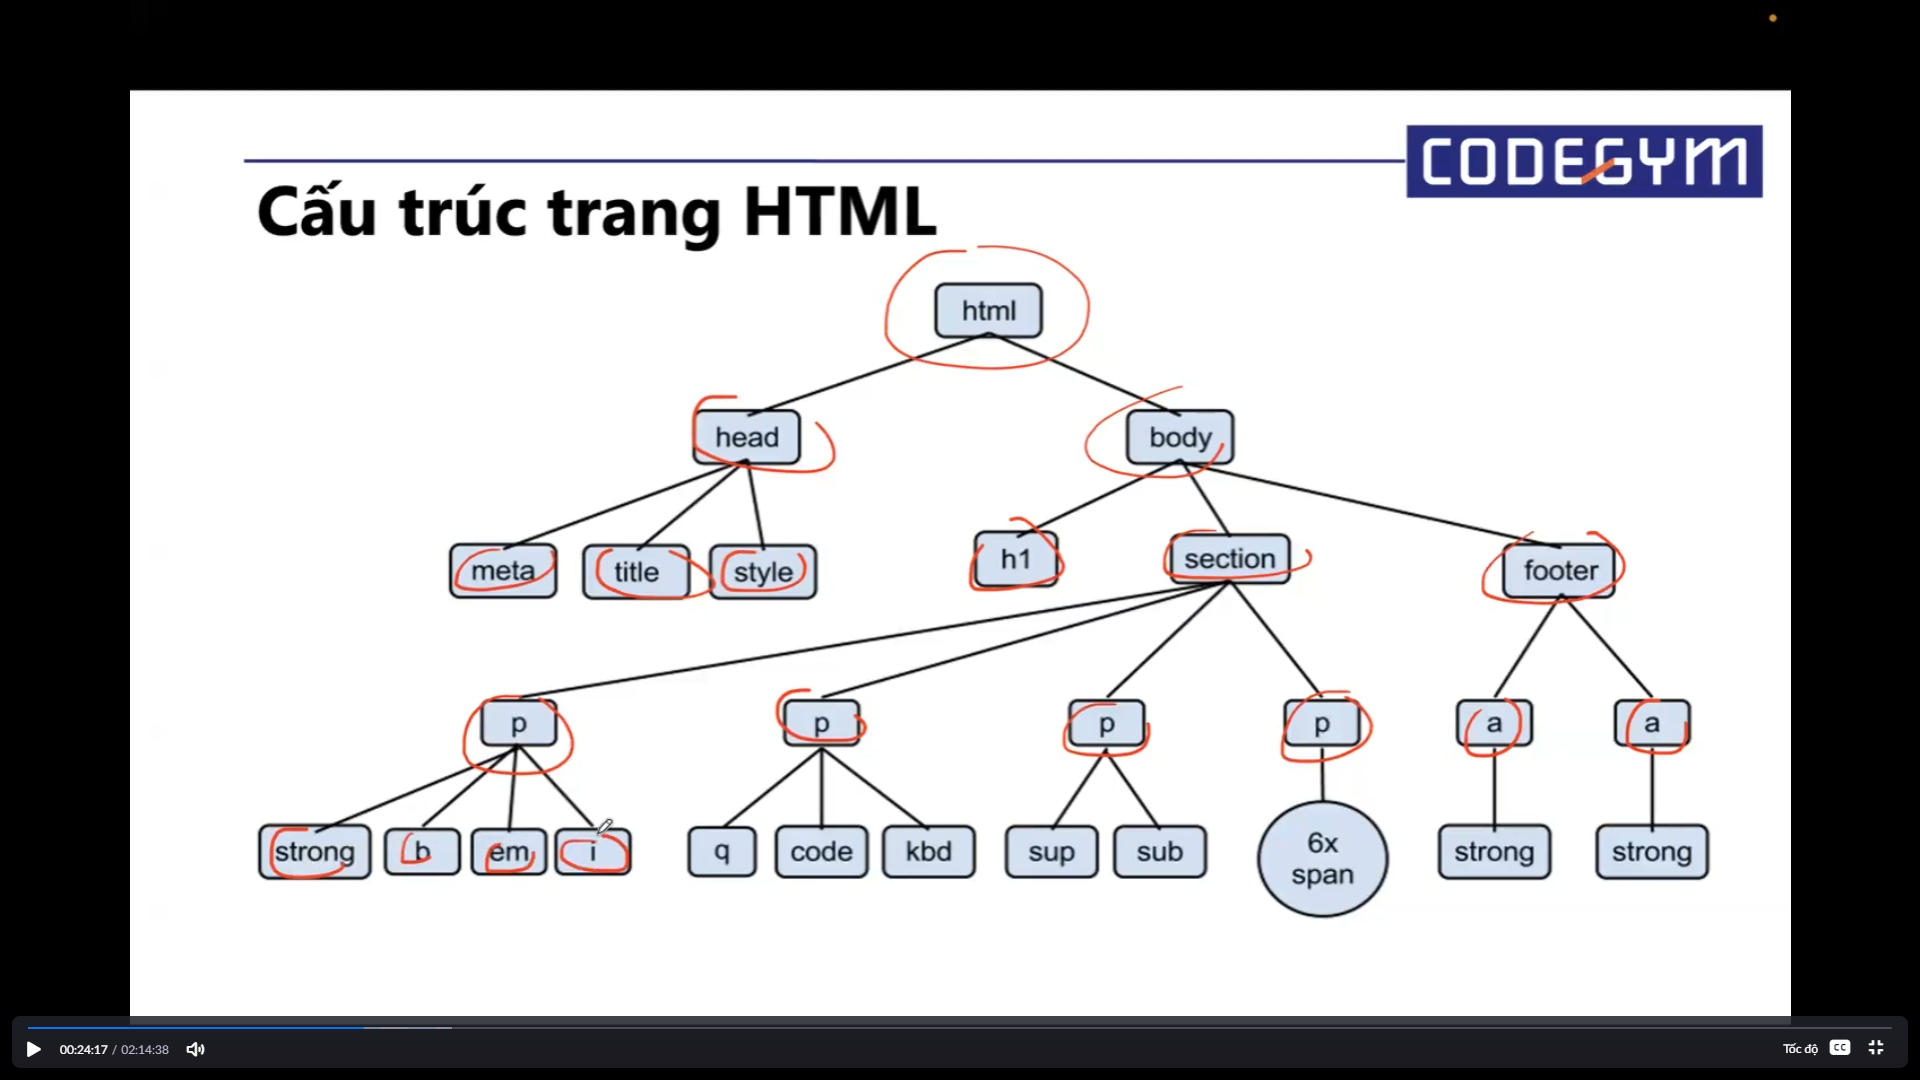 CODEGYM
Cấu trúc trang HTML
html
head body
meta title style h1 section footer
p p p p a a
strong b em i q code kbd sup sub 6x span strong strong
00:24:17 / 02:14:38 Tốc độ CC